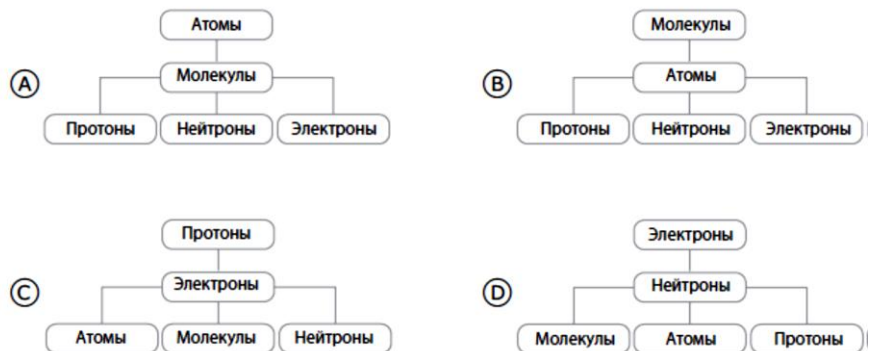 Атомы
Молекулы
A
Молекулы
Атомы
B
Протоны Нейтроны Электроны
Протоны Нейтроны Электроны
Протоны
Электроны
C
Электроны
Нейтроны
D
Атомы Молекулы Нейтроны
Молекулы Атомы Протоны